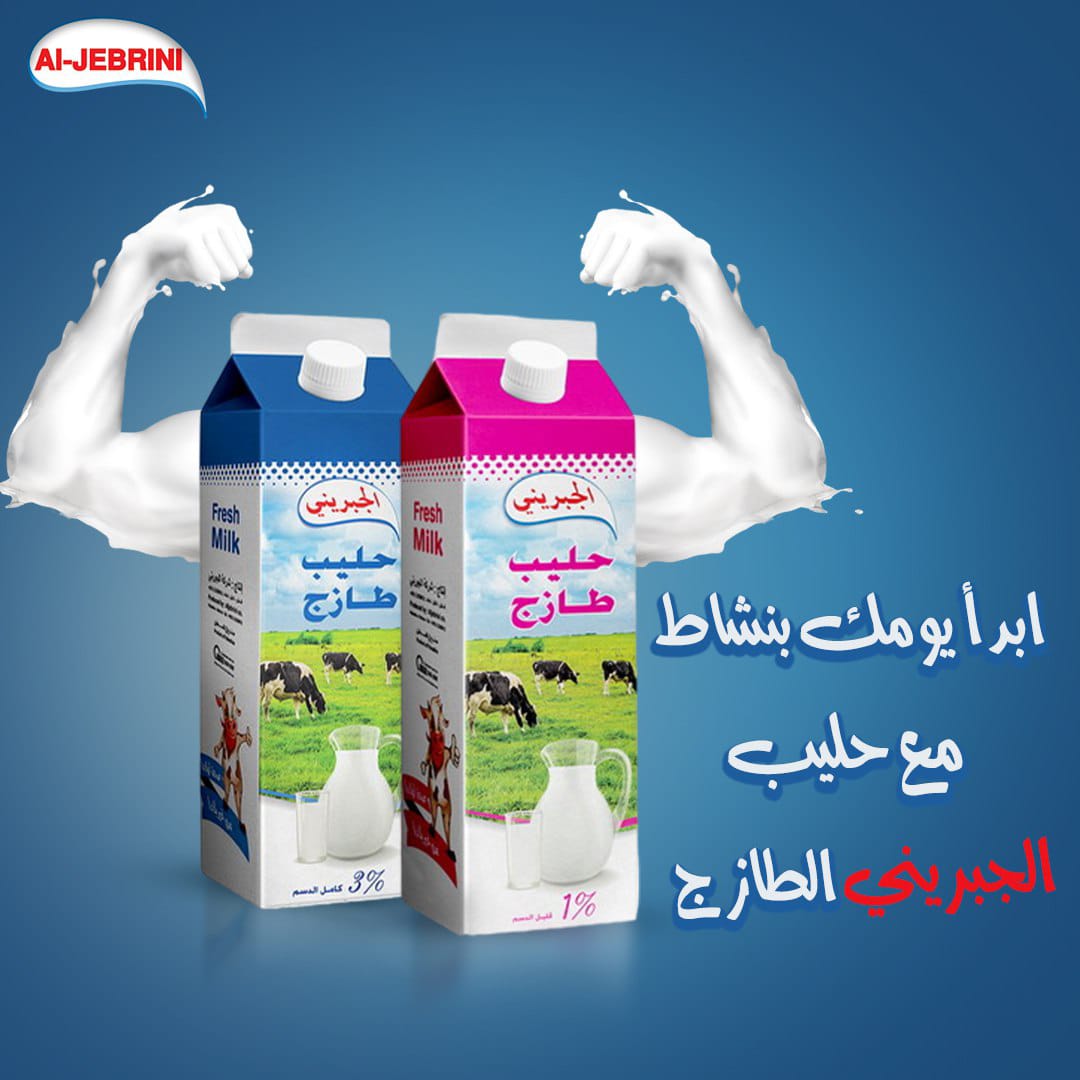 Al-JEBRINI
الجبريني
حليب
طازج
Fresh
Milk
3% كامل الدسم
الجبريني
حليب
طازج
Fresh
Milk
1% قليل الدسم
ابدأ يومك بنشاط
مع حليب
الجبريني الطازج